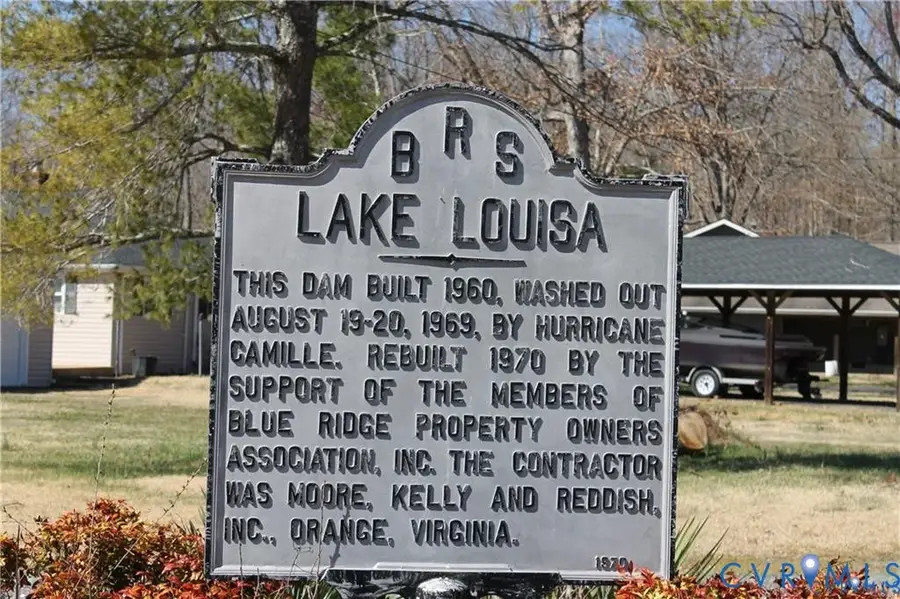 BRS
LAKE LOUISA
THIS DAM BUILT 1960, WASHED OUT
AUGUST 19-20, 1969, BY HURRICANE
CAMILLE. REBUILT 1970 BY THE
SUPPORT OF THE MEMBERS OF
BLUE RIDGE PROPERTY OWNERS
ASSOCIATION, INC. THE CONTRACTOR
WAS MOORE, KELLY AND REDDISH,
INC., ORANGE, VIRGINIA.
1970
CVRMLS